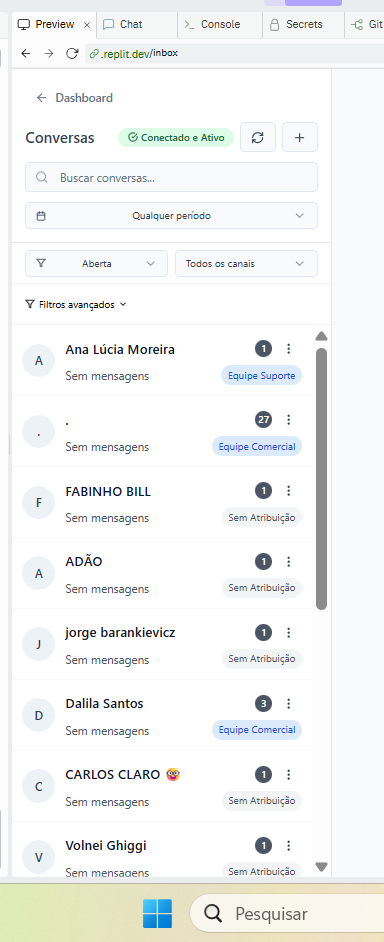 Preview
Chat
Console
Secrets
Git
.replit.dev/inbox
Dashboard
Conversas
Conectado e Ativo
Buscar conversas...
Qualquer período
Aberta
Todos os canais
Filtros avançados
A
Ana Lúcia Moreira
1
Sem mensagens
Equipe Suporte
.
.
27
Sem mensagens
Equipe Comercial
F
FABINHO BILL
1
Sem mensagens
Sem Atribuição
A
ADÃO
1
Sem mensagens
Sem Atribuição
J
jorge barankievicz
1
Sem mensagens
Sem Atribuição
D
Dalila Santos
3
Sem mensagens
Equipe Comercial
C
CARLOS CLARO 🤪
1
Sem mensagens
Sem Atribuição
V
Volnei Ghiggi
1
Sem mensagens
Sem Atribuição
Pesquisar